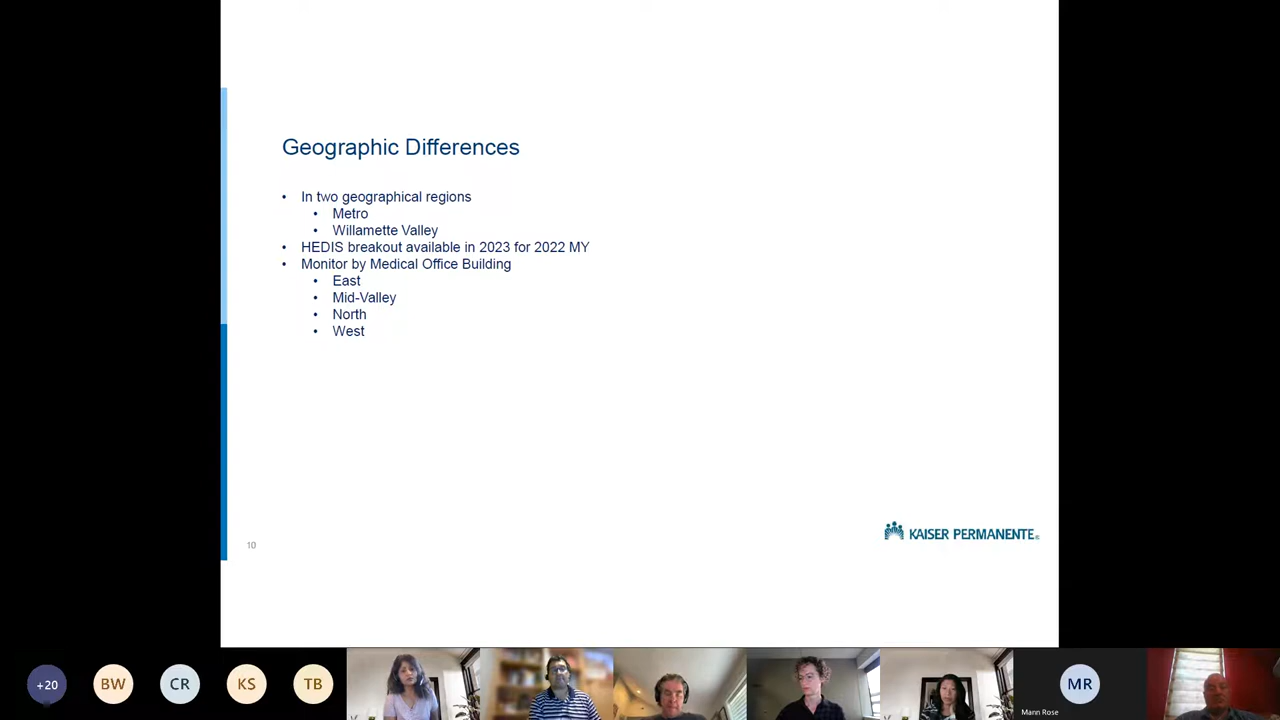 Geographic Differences
• In two geographical regions
• Metro
• Willamette Valley
• HEDIS breakout available in 2023 for 2022 MY
• Monitor by Medical Office Building
• East
• Mid-Valley
• North
• West
KAISER PERMANENTE®
10
+20
BW
CR
KS
TB
MR
Mann Rose